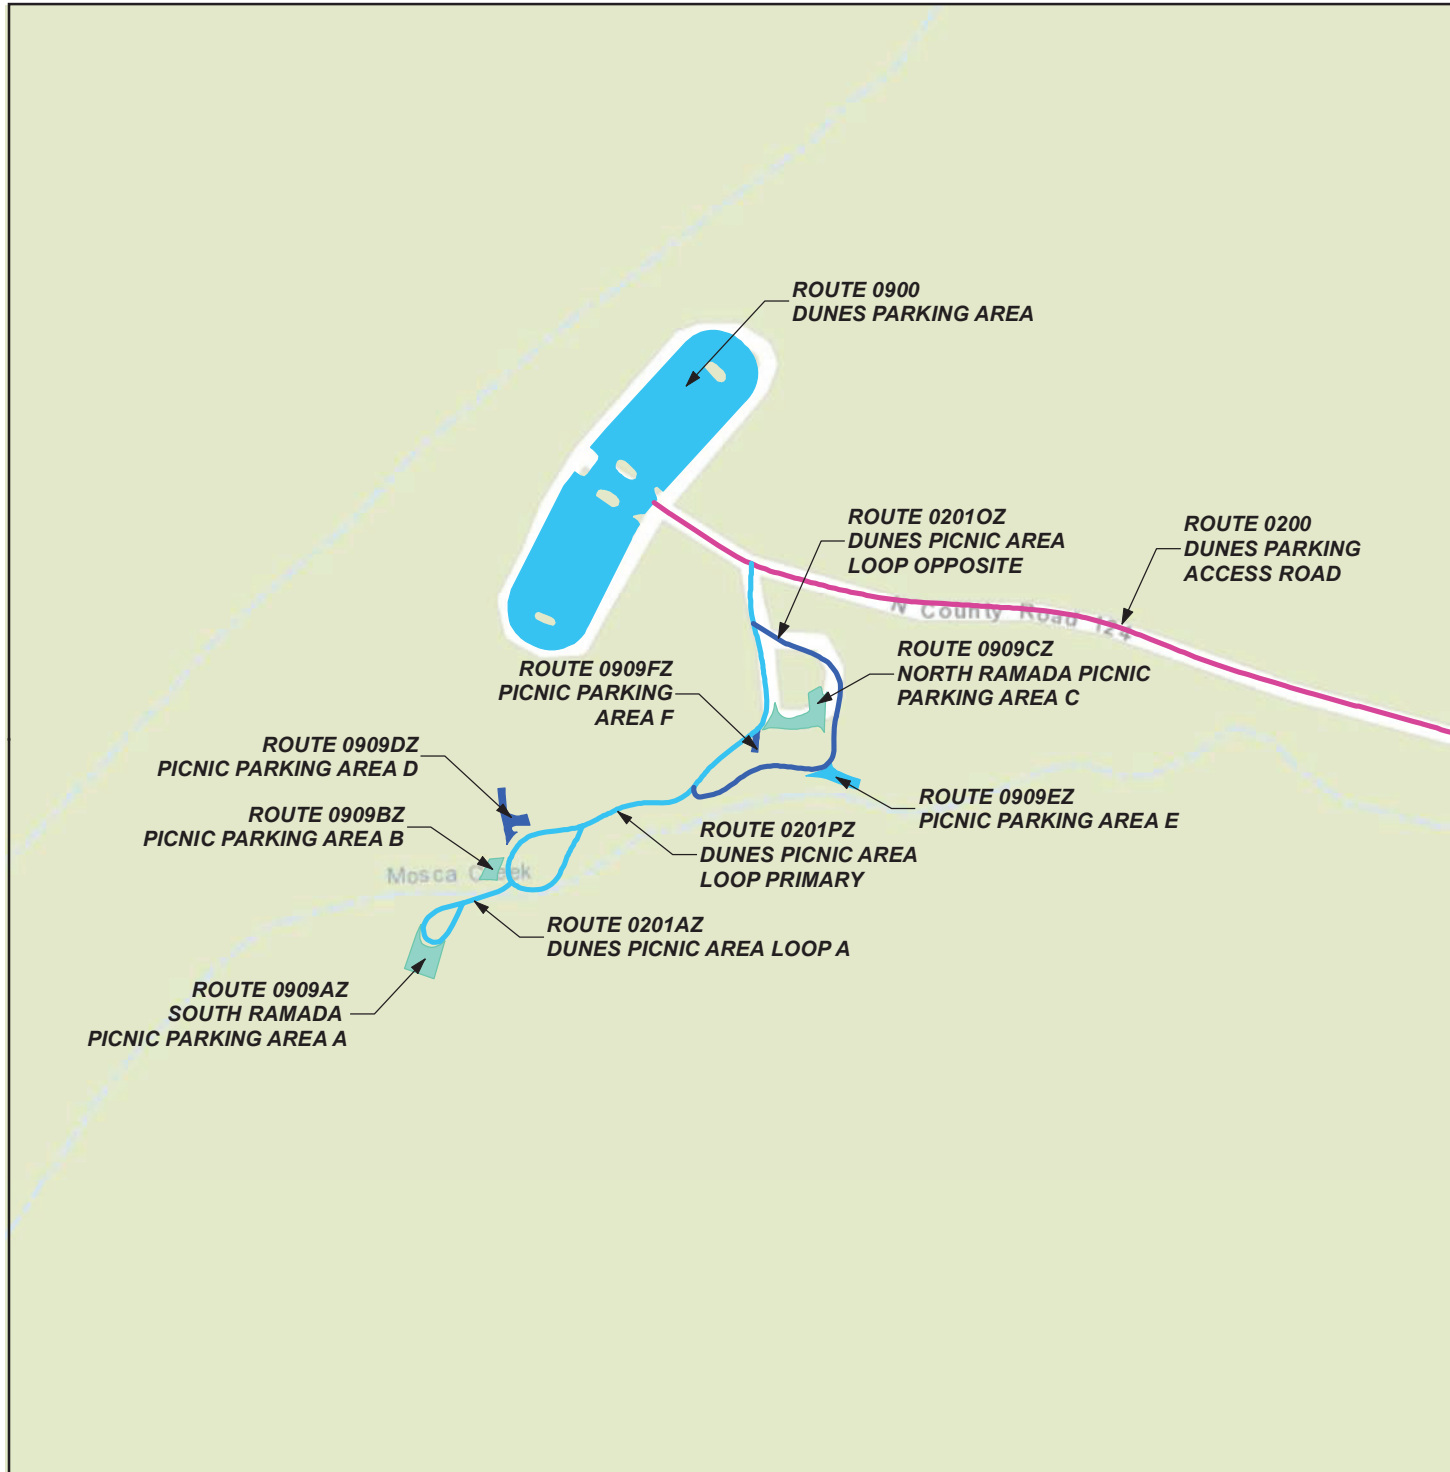 ROUTE 0900
DUNES PARKING AREA
ROUTE 0201OZ
DUNES PICNIC AREA
LOOP OPPOSITE
ROUTE 0200
DUNES PARKING
ACCESS ROAD
N County Road 124
ROUTE 0909FZ
PICNIC PARKING
AREA F
ROUTE 0909CZ
NORTH RAMADA PICNIC
PARKING AREA C
ROUTE 0909DZ
PICNIC PARKING AREA D
ROUTE 0909BZ
PICNIC PARKING AREA B
ROUTE 0909EZ
PICNIC PARKING AREA E
ROUTE 0201PZ
DUNES PICNIC AREA
LOOP PRIMARY
Mosca Creek
ROUTE 0201AZ
DUNES PICNIC AREA LOOP A
ROUTE 0909AZ
SOUTH RAMADA
PICNIC PARKING AREA A